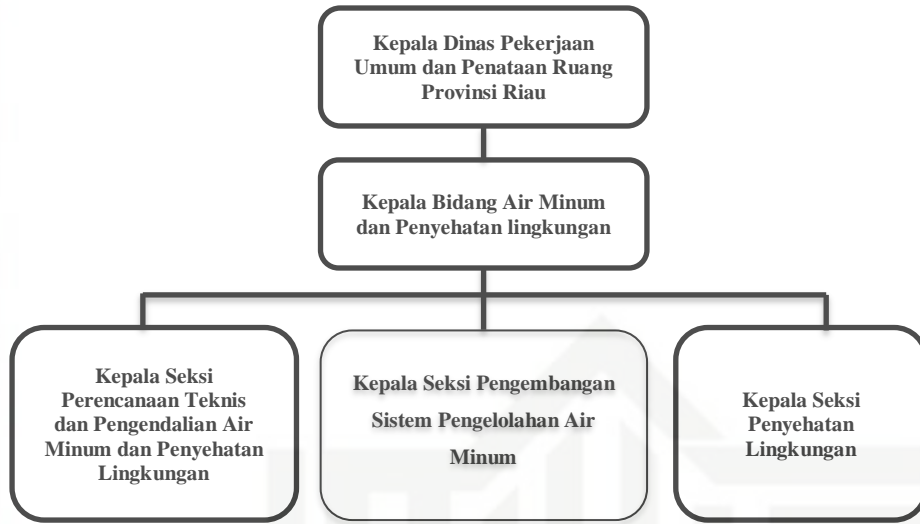 Kepala Dinas Pekerjaan
Umum dan Penataan Ruang
Provinsi Riau
Kepala Bidang Air Minum
dan Penyehatan lingkungan
Kepala Seksi
Perencanaan Teknis
dan Pengendalian Air
Minum dan Penyehatan
Lingkungan
Kepala Seksi Pengembangan
Sistem Pengelolahan Air
Minum
Kepala Seksi
Penyehatan
Lingkungan